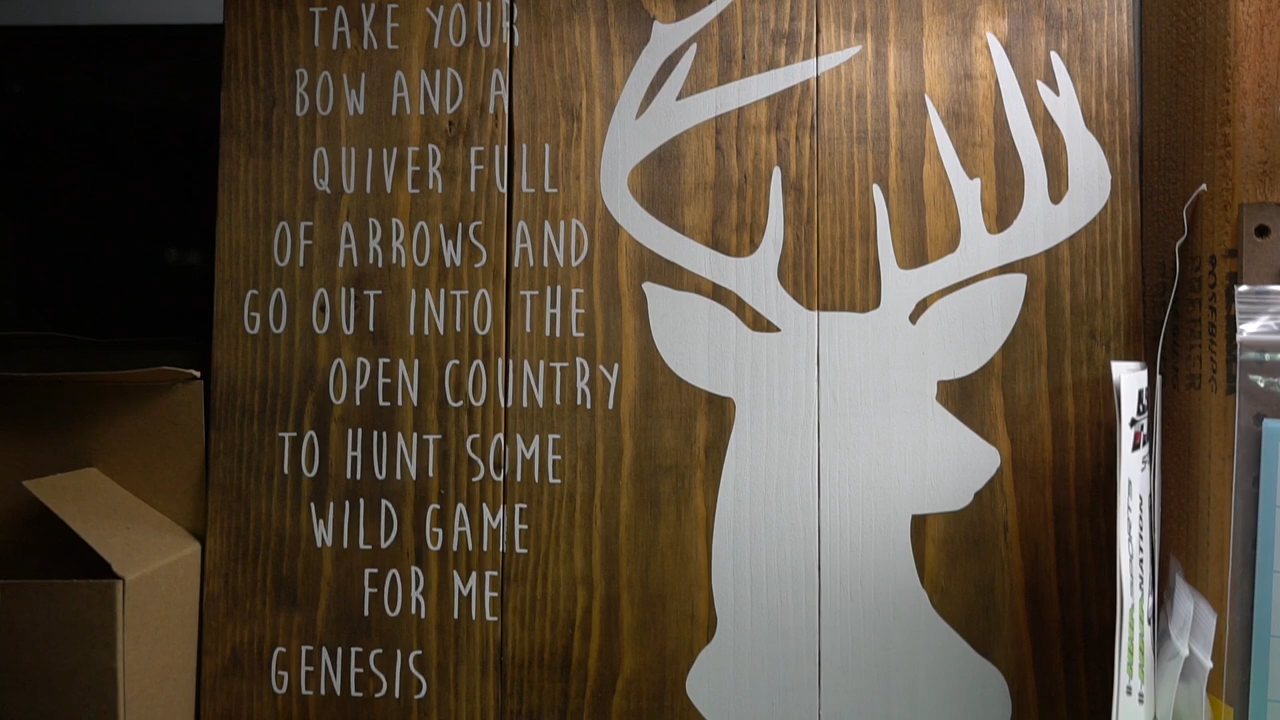 TAKE YOUR
BOW AND A
QUIVER FULL
OF ARROWS AND
GO OUT INTO THE
OPEN COUNTRY
TO HUNT SOME
WILD GAME
FOR ME
GENESIS